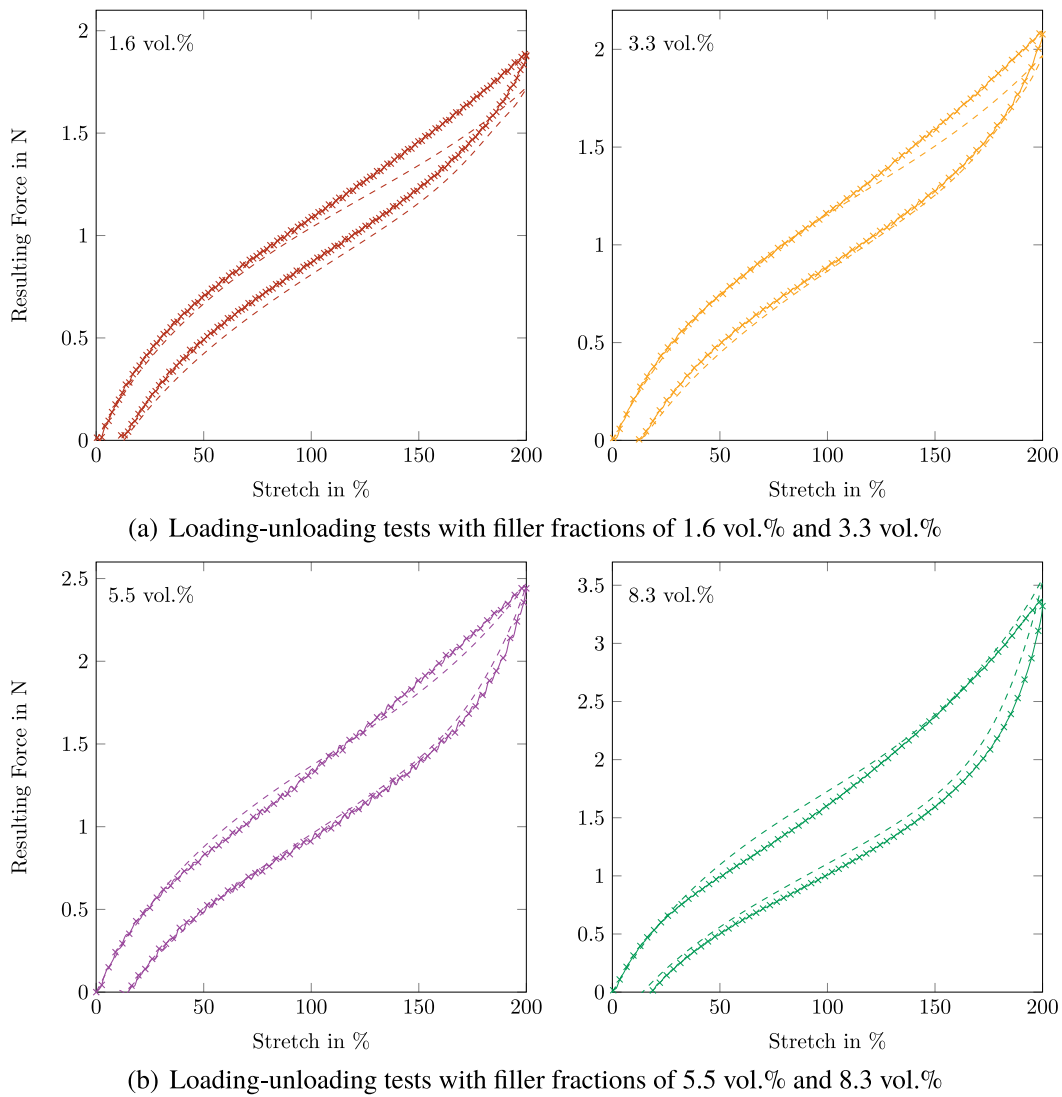 1.6 vol.%
3.3 vol.%
Resulting Force in N
2
1.5
1
0.5
0
0 50 100 150 200
Stretch in %
2
1.5
1
0.5
0
0 50 100 150 200
Stretch in %
(a) Loading-unloading tests with filler fractions of 1.6 vol.% and 3.3 vol.%
5.5 vol.%
8.3 vol.%
Resulting Force in N
2.5
2
1.5
1
0.5
0
0 50 100 150 200
Stretch in %
3.5
3
2.5
2
1.5
1
0.5
0
0 50 100 150 200
Stretch in %
(b) Loading-unloading tests with filler fractions of 5.5 vol.% and 8.3 vol.%